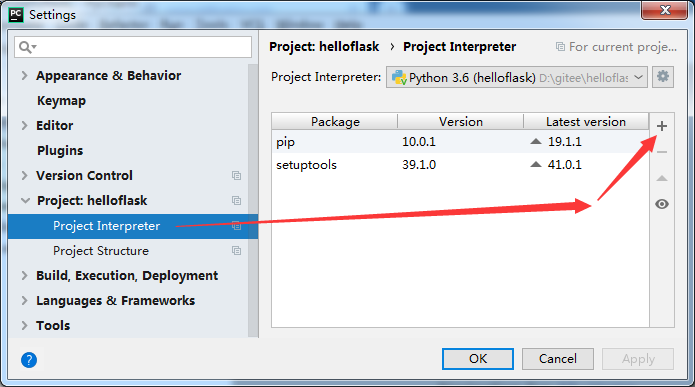 Settings
Appearance & Behavior
Keymap
Editor
Plugins
Version Control
Project: helloflask
Project Interpreter
Project Structure
Build, Execution, Deployment
Languages & Frameworks
Tools
Project: helloflask › Project Interpreter
For current proje...
Project Interpreter: Python 3.6 (helloflask) D:\gitee\helloflas
Package Version Latest version
pip 10.0.1 19.1.1
setuptools 39.1.0 41.0.1
? OK Cancel Apply